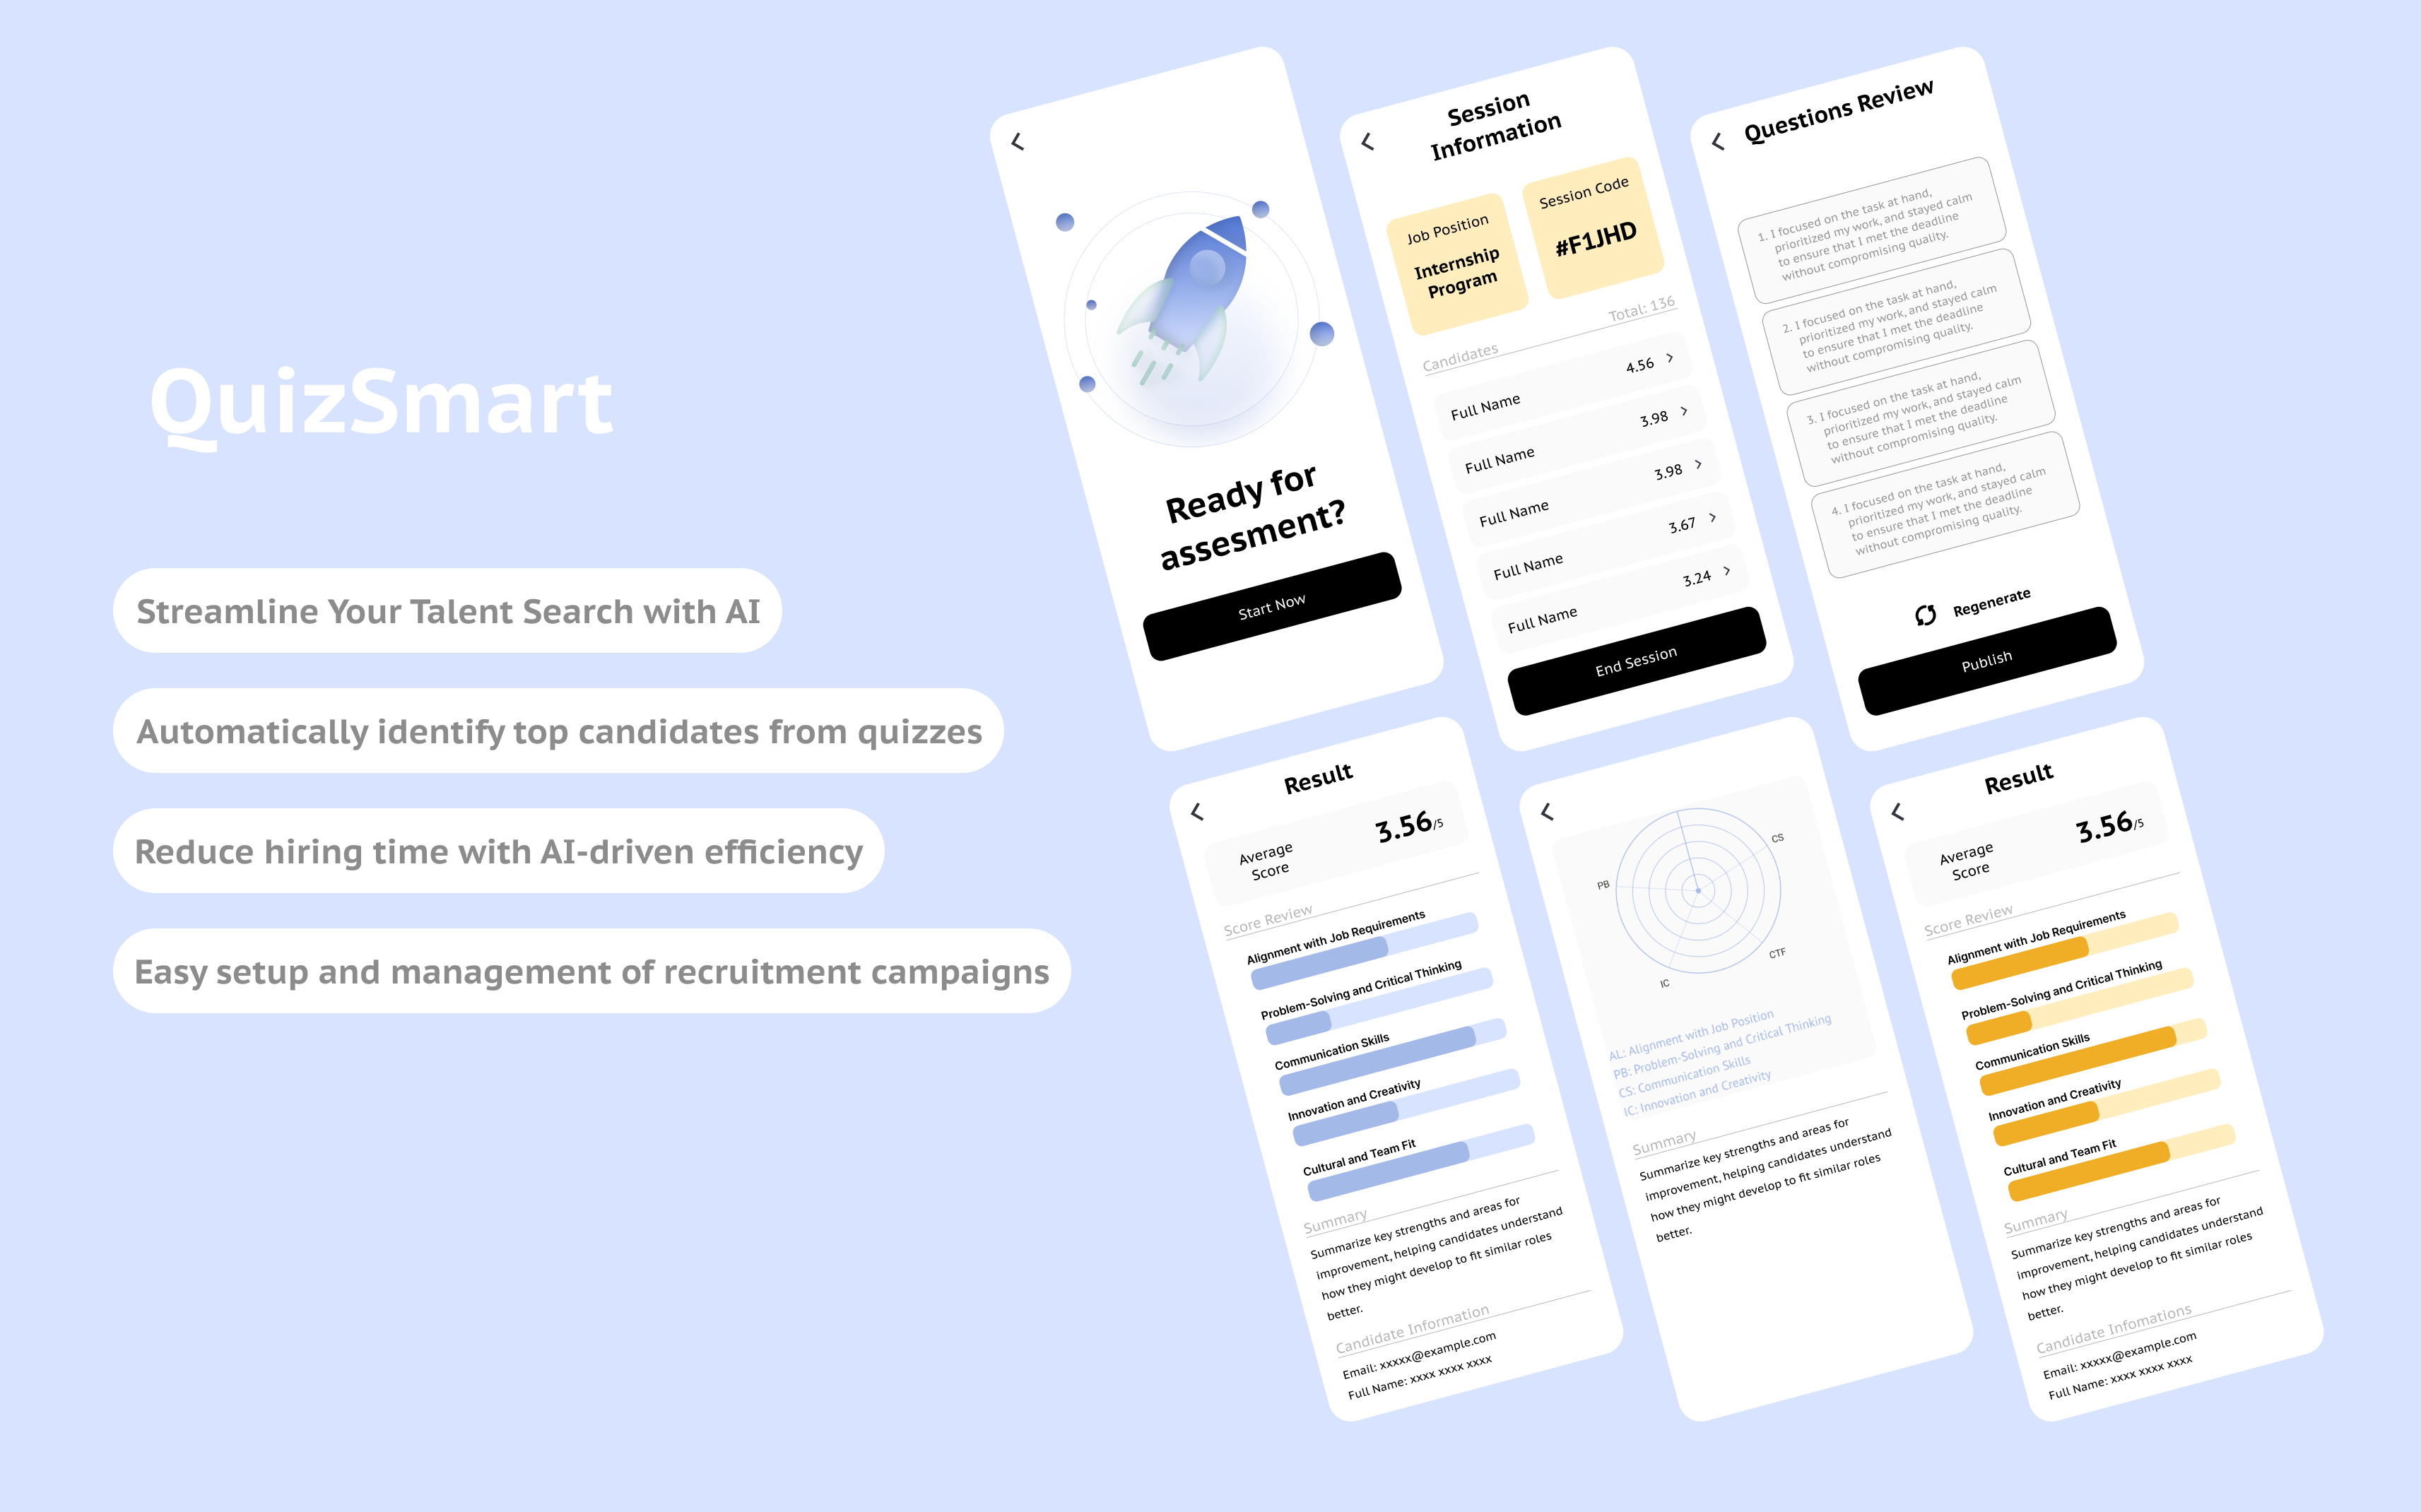 QuizSmart
Streamline Your Talent Search with AI
Automatically identify top candidates from quizzes
Reduce hiring time with AI-driven efficiency
Easy setup and management of recruitment campaigns
Ready for
assesment?
Start Now
Session
Information
Job Position
Internship
Program
Session Code
#F1JHD
Total: 136
Candidates
Full Name 4.56
Full Name 3.98
Full Name 3.98
Full Name 3.67
Full Name 3.24
End Session
Questions Review
1. I focused on the task at hand,
prioritized my work, and stayed calm
to ensure that I met the deadline
without compromising quality.
2. I focused on the task at hand,
prioritized my work, and stayed calm
to ensure that I met the deadline
without compromising quality.
3. I focused on the task at hand,
prioritized my work, and stayed calm
to ensure that I met the deadline
without compromising quality.
4. I focused on the task at hand,
prioritized my work, and stayed calm
to ensure that I met the deadline
without compromising quality.
Regenerate
Publish
Result
Average
Score
3.56/5
Score Review
Alignment with Job Requirements
Problem-Solving and Critical Thinking
Communication Skills
Innovation and Creativity
Cultural and Team Fit
Summary
Summarize key strengths and areas for
improvement, helping candidates understand
how they might develop to fit similar roles
better.
Candidate Information
Email: xxxxx@example.com
Full Name: xxxx xxxx xxxx
CS
PB
CTF
IC
AL: Alignment with Job Position
PB: Problem-Solving and Critical Thinking
CS: Communication Skills
IC: Innovation and Creativity
Summary
Summarize key strengths and areas for
improvement, helping candidates understand
how they might develop to fit similar roles
better.
Result
Average
Score
3.56/5
Score Review
Alignment with Job Requirements
Problem-Solving and Critical Thinking
Communication Skills
Innovation and Creativity
Cultural and Team Fit
Summary
Summarize key strengths and areas for
improvement, helping candidates understand
how they might develop to fit similar roles
better.
Candidate Infomations
Email: xxxxx@example.com
Full Name: xxxx xxxx xxxx